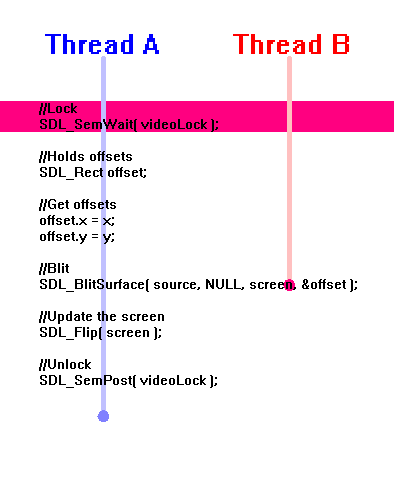 Thread A Thread B
//Lock
SDL_SemWait( videoLock );
//Holds offsets
SDL_Rect offset;
//Get offsets
offset.x = x;
offset.y = y;
//Blit
SDL_BlitSurface( source, NULL, screen, &offset );
//Update the screen
SDL_Flip( screen );
//Unlock
SDL_SemPost( videoLock );